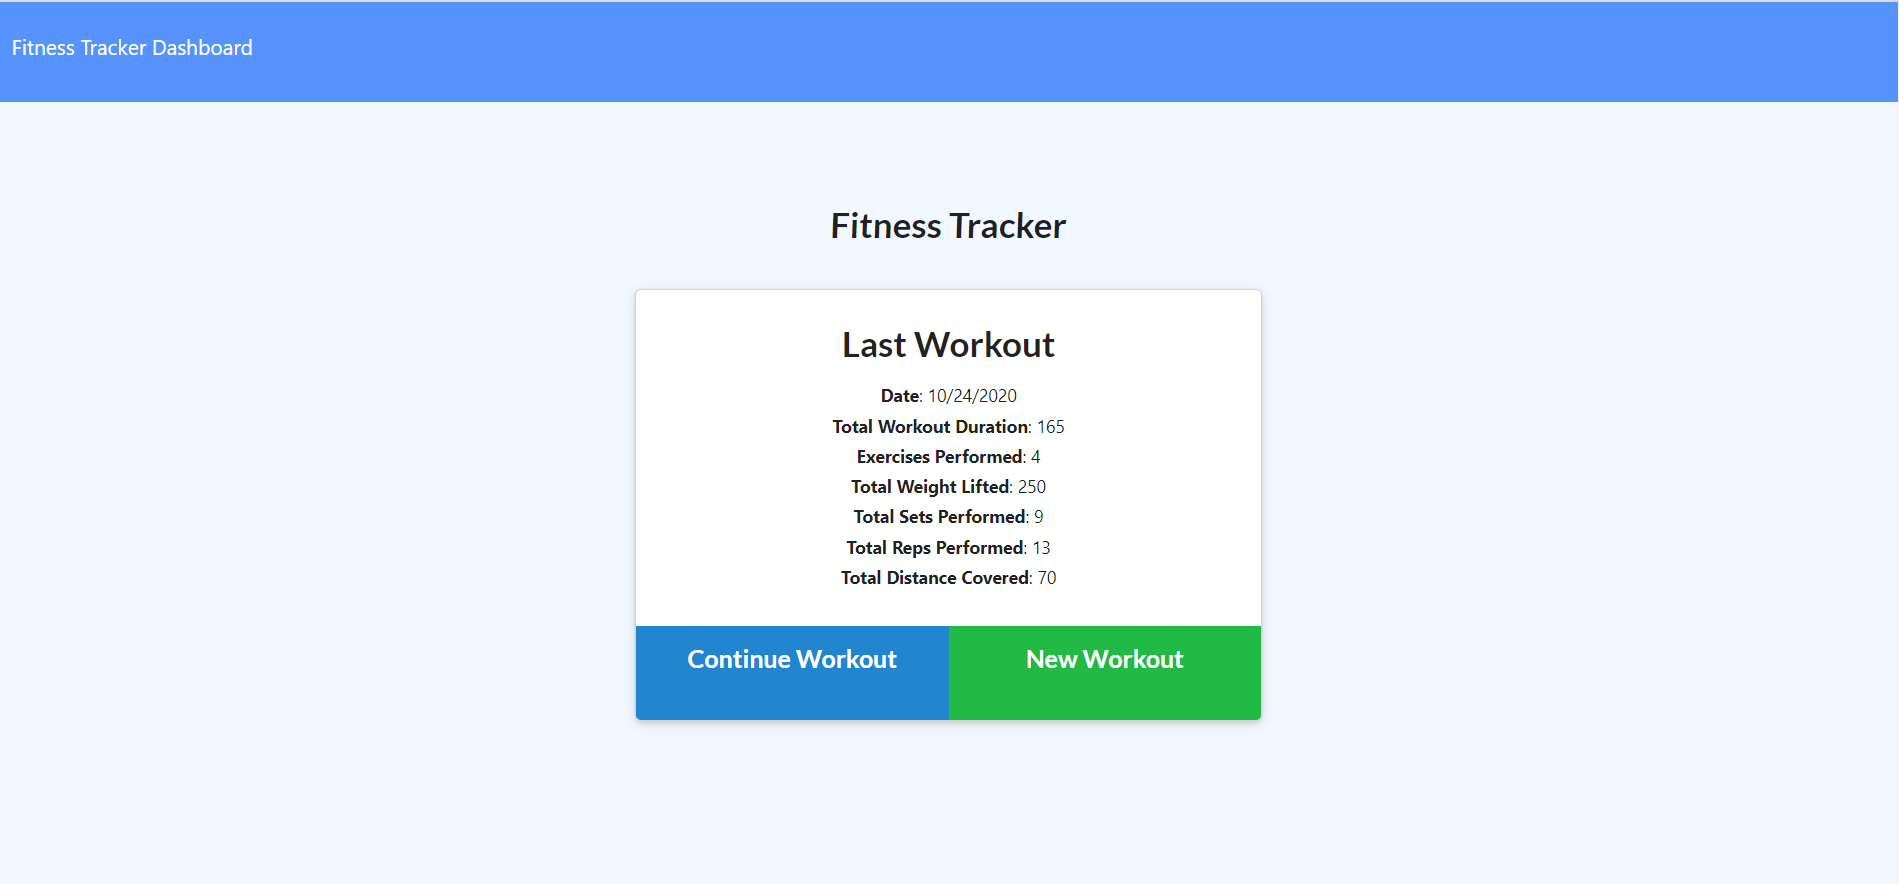 Fitness Tracker Dashboard
Fitness Tracker
Last Workout
Date: 10/24/2020
Total Workout Duration: 165
Exercises Performed: 4
Total Weight Lifted: 250
Total Sets Performed: 9
Total Reps Performed: 13
Total Distance Covered: 70
Continue Workout
New Workout